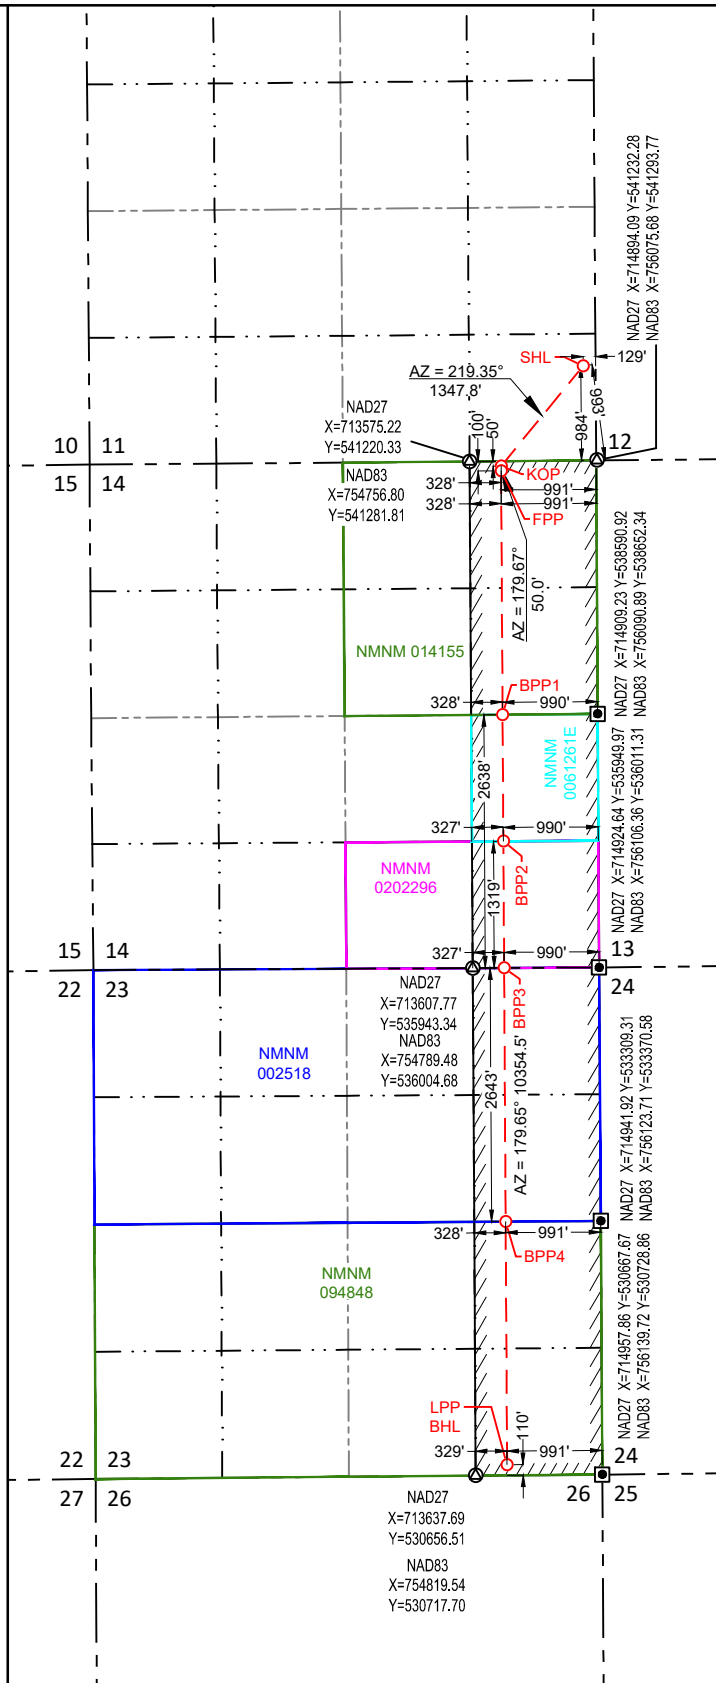 NAD27 X=714894.09 Y=541232.28
NAD83 X=756075.68 Y=541293.77
SHL
129'
AZ = 219.35°
1347.8'
993'
984'
NAD27
X=713575.22
Y=541220.33
100'
50'
10 11
12
15 14
NAD83
X=754756.80
Y=541281.81
KOP
328'
991'
328'
991'
FPP
AZ = 179.67°
50.0'
NAD27 X=714909.23 Y=538590.92
NAD83 X=756090.89 Y=538652.34
NMNM 014155
BPP1
328'
990'
NMNM
0061261E
2638'
NAD27 X=714924.64 Y=535949.97
NAD83 X=756106.36 Y=536011.31
327'
990'
BPP2
NMNM
0202296
1319'
15 14
327'
990'
13
22 23
24
NAD27
X=713607.77
Y=535943.34
NAD83
X=754789.48
Y=536004.68
BPP3
NMNM
002518
2643'
AZ = 179.65° 10354.5'
NAD27 X=714941.92 Y=533309.31
NAD83 X=756123.71 Y=533370.58
328'
991'
BPP4
NMNM
094848
NAD27 X=714957.86 Y=530667.67
NAD83 X=756139.72 Y=530728.86
LPP
BHL
110'
329'
991'
22 23
24
27 26
26 25
NAD27
X=713637.69
Y=530656.51
NAD83
X=754819.54
Y=530717.70